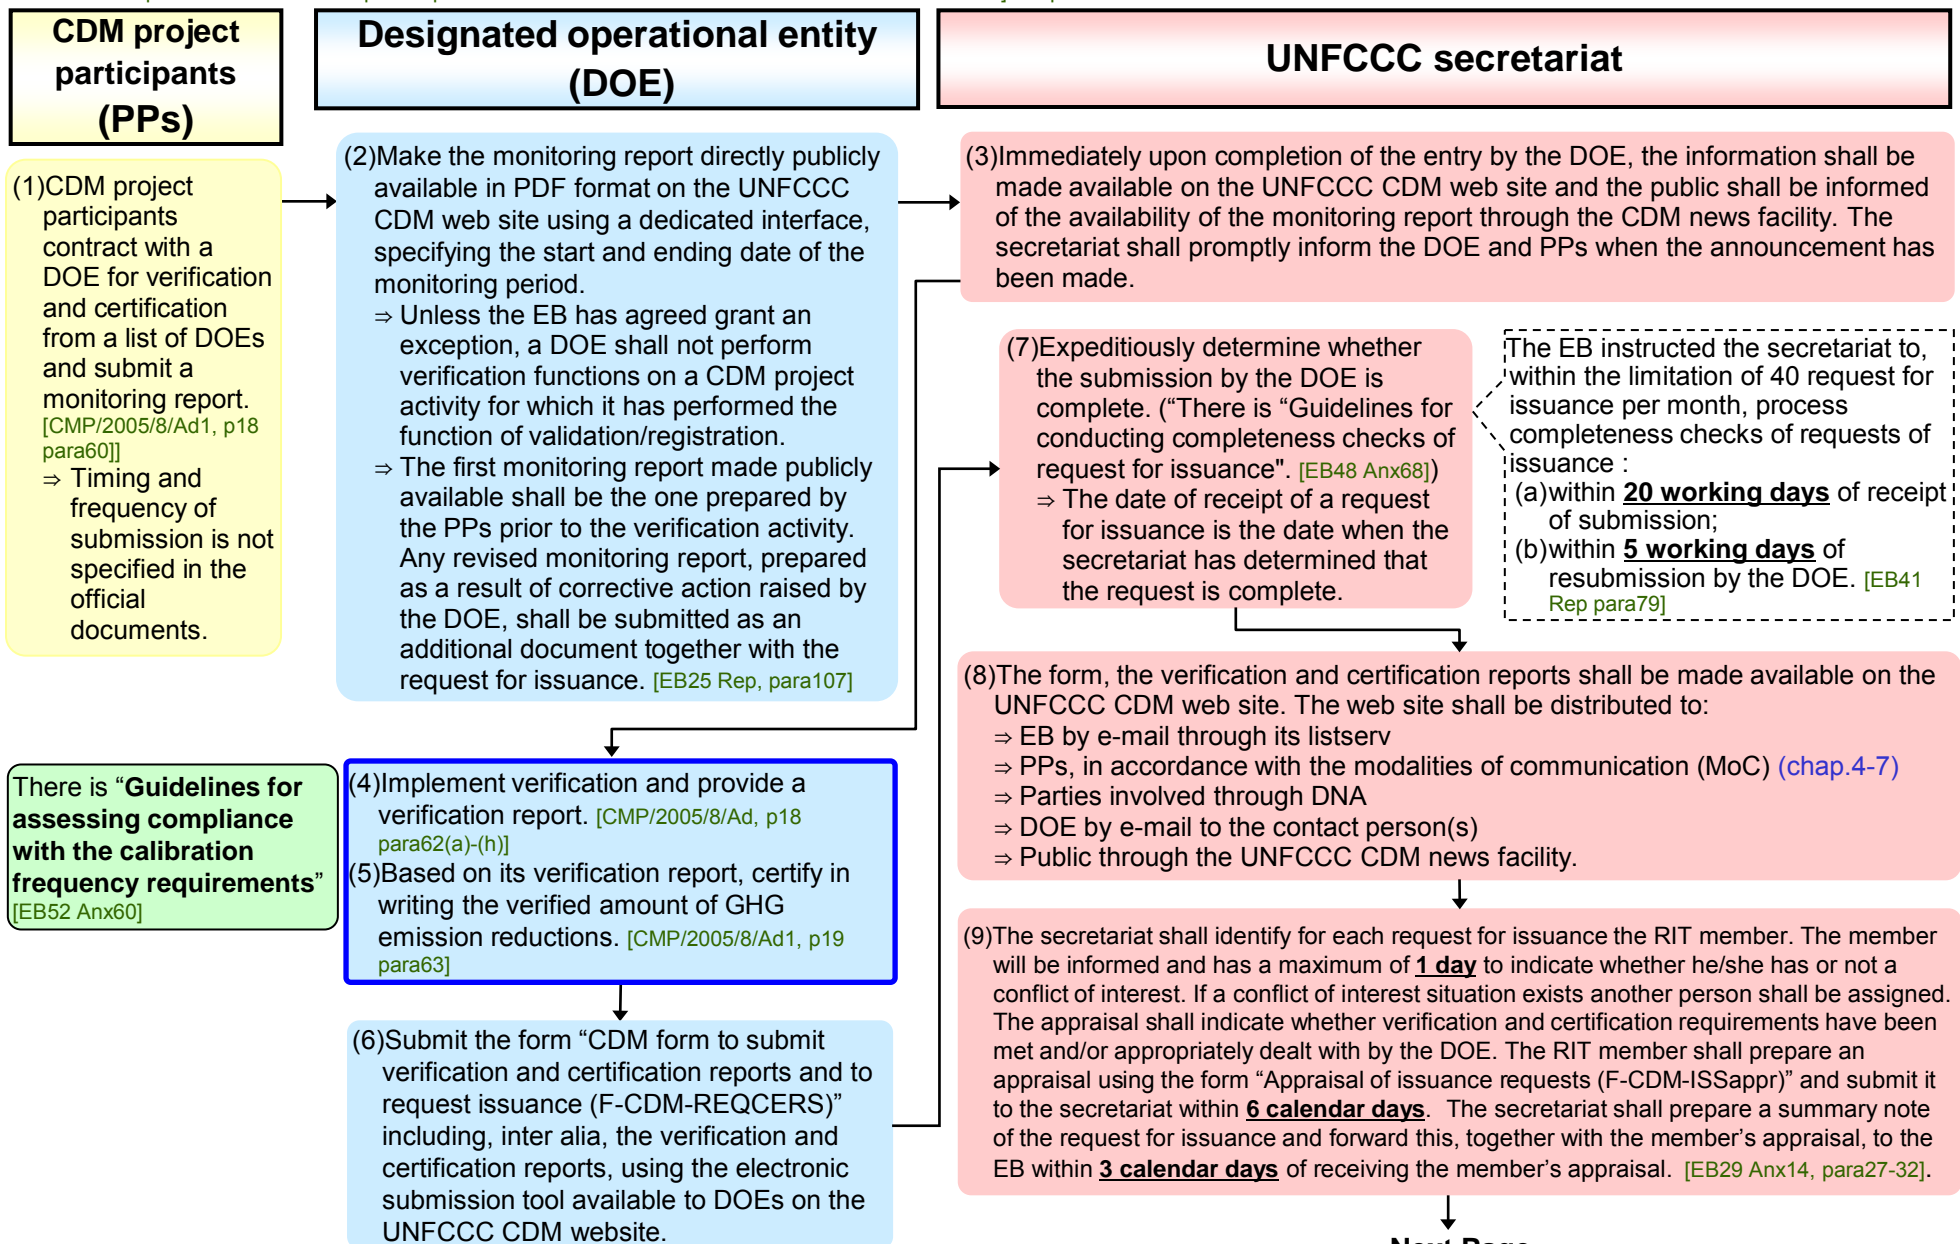 CDM project
participants
(PPs)
Designated operational entity
(DOE)
UNFCCC secretariat
(1)CDM project
participants
contract with a
DOE for verification
and certification
from a list of DOEs
and submit a
monitoring report.
[CMP/2005/8/Ad1, p18
para60]]
⇒ Timing and
frequency of
submission is not
specified in the
official
documents.
(2)Make the monitoring report directly publicly
available in PDF format on the UNFCCC
CDM web site using a dedicated interface,
specifying the start and ending date of the
monitoring period.
⇒ Unless the EB has agreed grant an
exception, a DOE shall not perform
verification functions on a CDM project
activity for which it has performed the
function of validation/registration.
⇒ The first monitoring report made publicly
available shall be the one prepared by
the PPs prior to the verification activity.
Any revised monitoring report, prepared
as a result of corrective action raised by
the DOE, shall be submitted as an
additional document together with the
request for issuance. [EB25 Rep, para107]
(3)Immediately upon completion of the entry by the DOE, the information shall be
made available on the UNFCCC CDM web site and the public shall be informed
of the availability of the monitoring report through the CDM news facility. The
secretariat shall promptly inform the DOE and PPs when the announcement has
been made.
There is “Guidelines for
assessing compliance
with the calibration
frequency requirements“
[EB52 Anx60]
(4)Implement verification and provide a
verification report. [CMP/2005/8/Ad, p18
para62(a)-(h)]
(5)Based on its verification report, certify in
writing the verified amount of GHG
emission reductions. [CMP/2005/8/Ad1, p19
para63]
(6)Submit the form “CDM form to submit
verification and certification reports and to
request issuance (F-CDM-REQCERS)”
including, inter alia, the verification and
certification reports, using the electronic
submission tool available to DOEs on the
UNFCCC CDM website.
(7)Expeditiously determine whether
the submission by the DOE is
complete. (“There is “Guidelines for
conducting completeness checks of
request for issuance". [EB48 Anx68])
⇒ The date of receipt of a request
for issuance is the date when the
secretariat has determined that
the request is complete.
The EB instructed the secretariat to,
within the limitation of 40 request for
issuance per month, process
completeness checks of requests of
issuance :
(a)within 20 working days of receipt
of submission;
(b)within 5 working days of
resubmission by the DOE. [EB41
Rep para79]
(8)The form, the verification and certification reports shall be made available on the
UNFCCC CDM web site. The web site shall be distributed to:
⇒ EB by e-mail through its listserv
⇒ PPs, in accordance with the modalities of communication (MoC) (chap.4-7)
⇒ Parties involved through DNA
⇒ DOE by e-mail to the contact person(s)
⇒ Public through the UNFCCC CDM news facility.
(9)The secretariat shall identify for each request for issuance the RIT member. The member
will be informed and has a maximum of 1 day to indicate whether he/she has or not a
conflict of interest. If a conflict of interest situation exists another person shall be assigned.
The appraisal shall indicate whether verification and certification requirements have been
met and/or appropriately dealt with by the DOE. The RIT member shall prepare an
appraisal using the form “Appraisal of issuance requests (F-CDM-ISSappr)” and submit it
to the secretariat within 6 calendar days. The secretariat shall prepare a summary note
of the request for issuance and forward this, together with the member’s appraisal, to the
EB within 3 calendar days of receiving the member’s appraisal. [EB29 Anx14, para27-32].